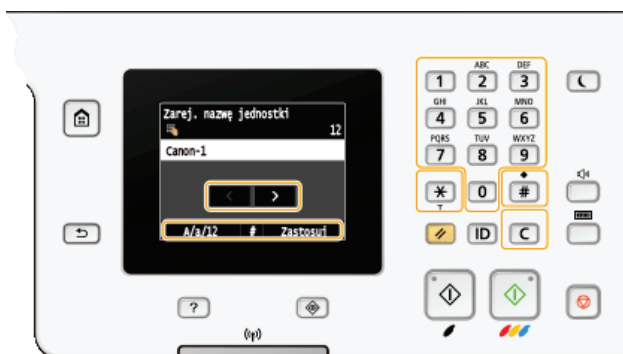 Zarej. nazwę jednostki
12
Canon-1
< >
A/a/12 # Zastosuj
ABC DEF
1 2 3
GHI JKL MNO
4 5 6
PQRS TUV WXYZ
7 8 9
* 0 #
T
ID C
?